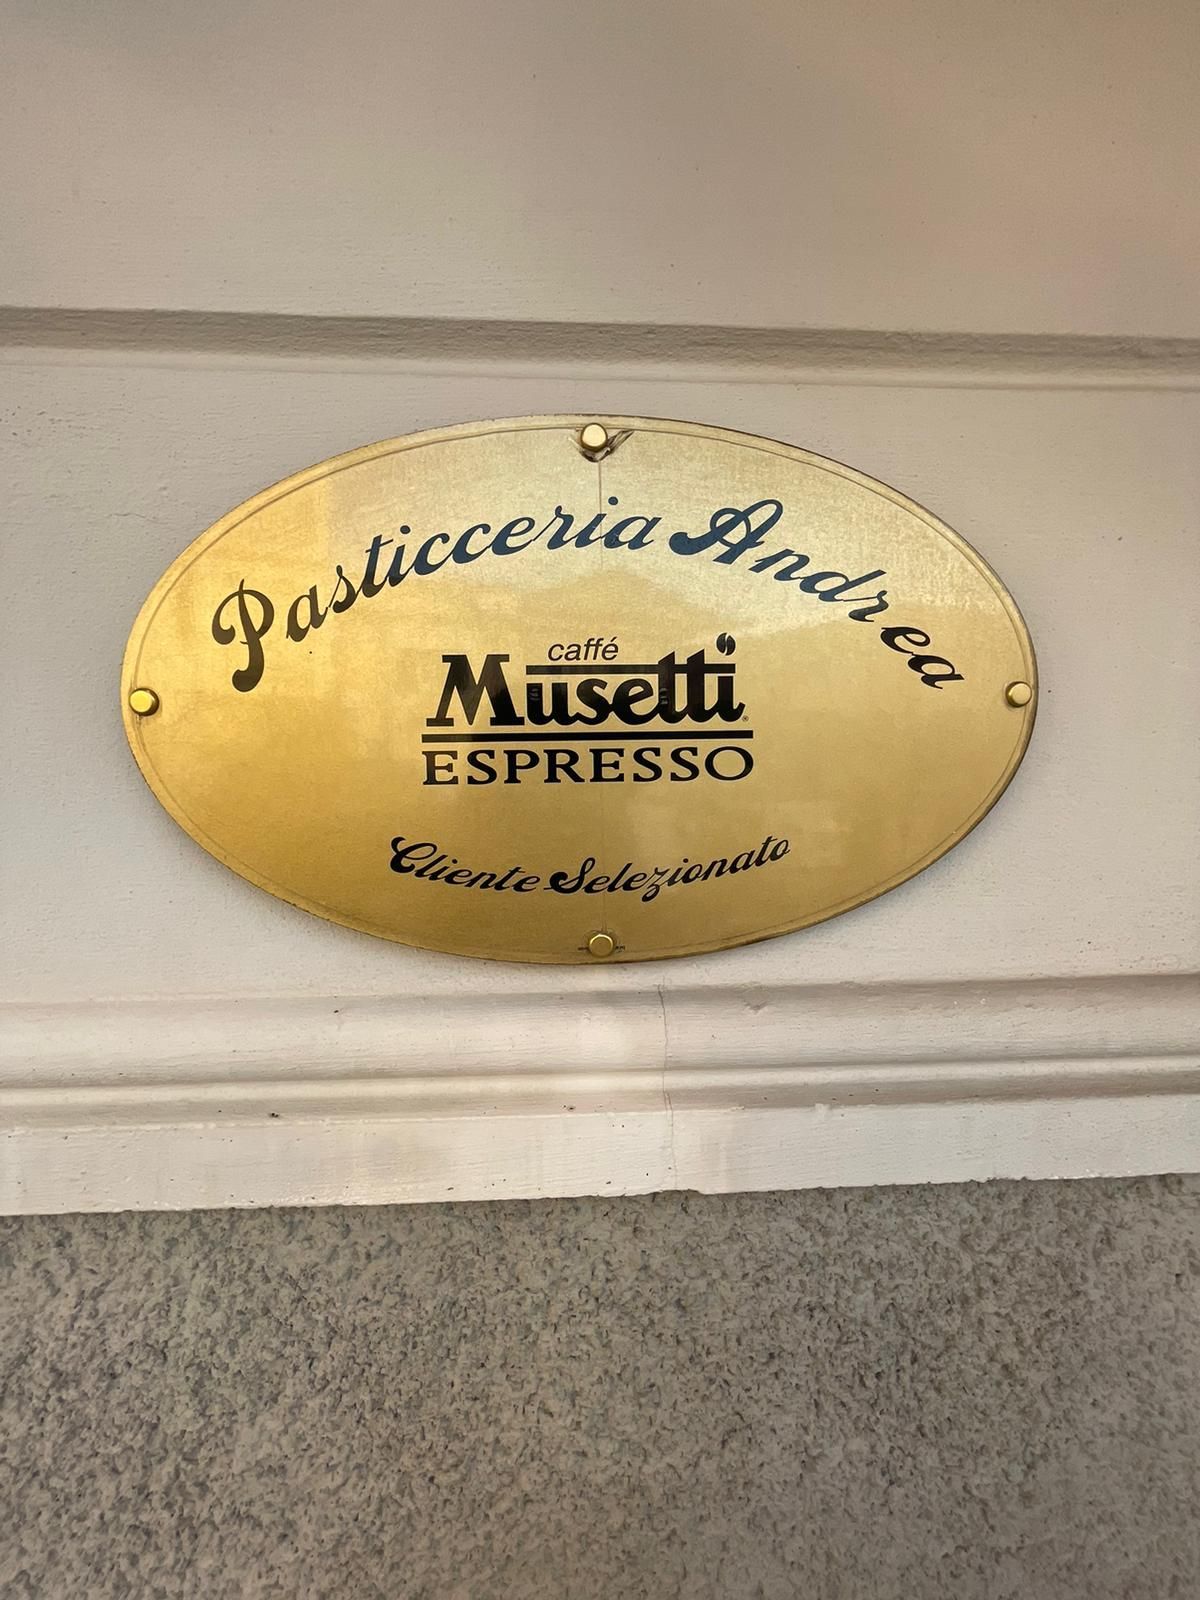 Pasticceria Andrea
caffé
Musetti
ESPRESSO
Cliente Selezionato